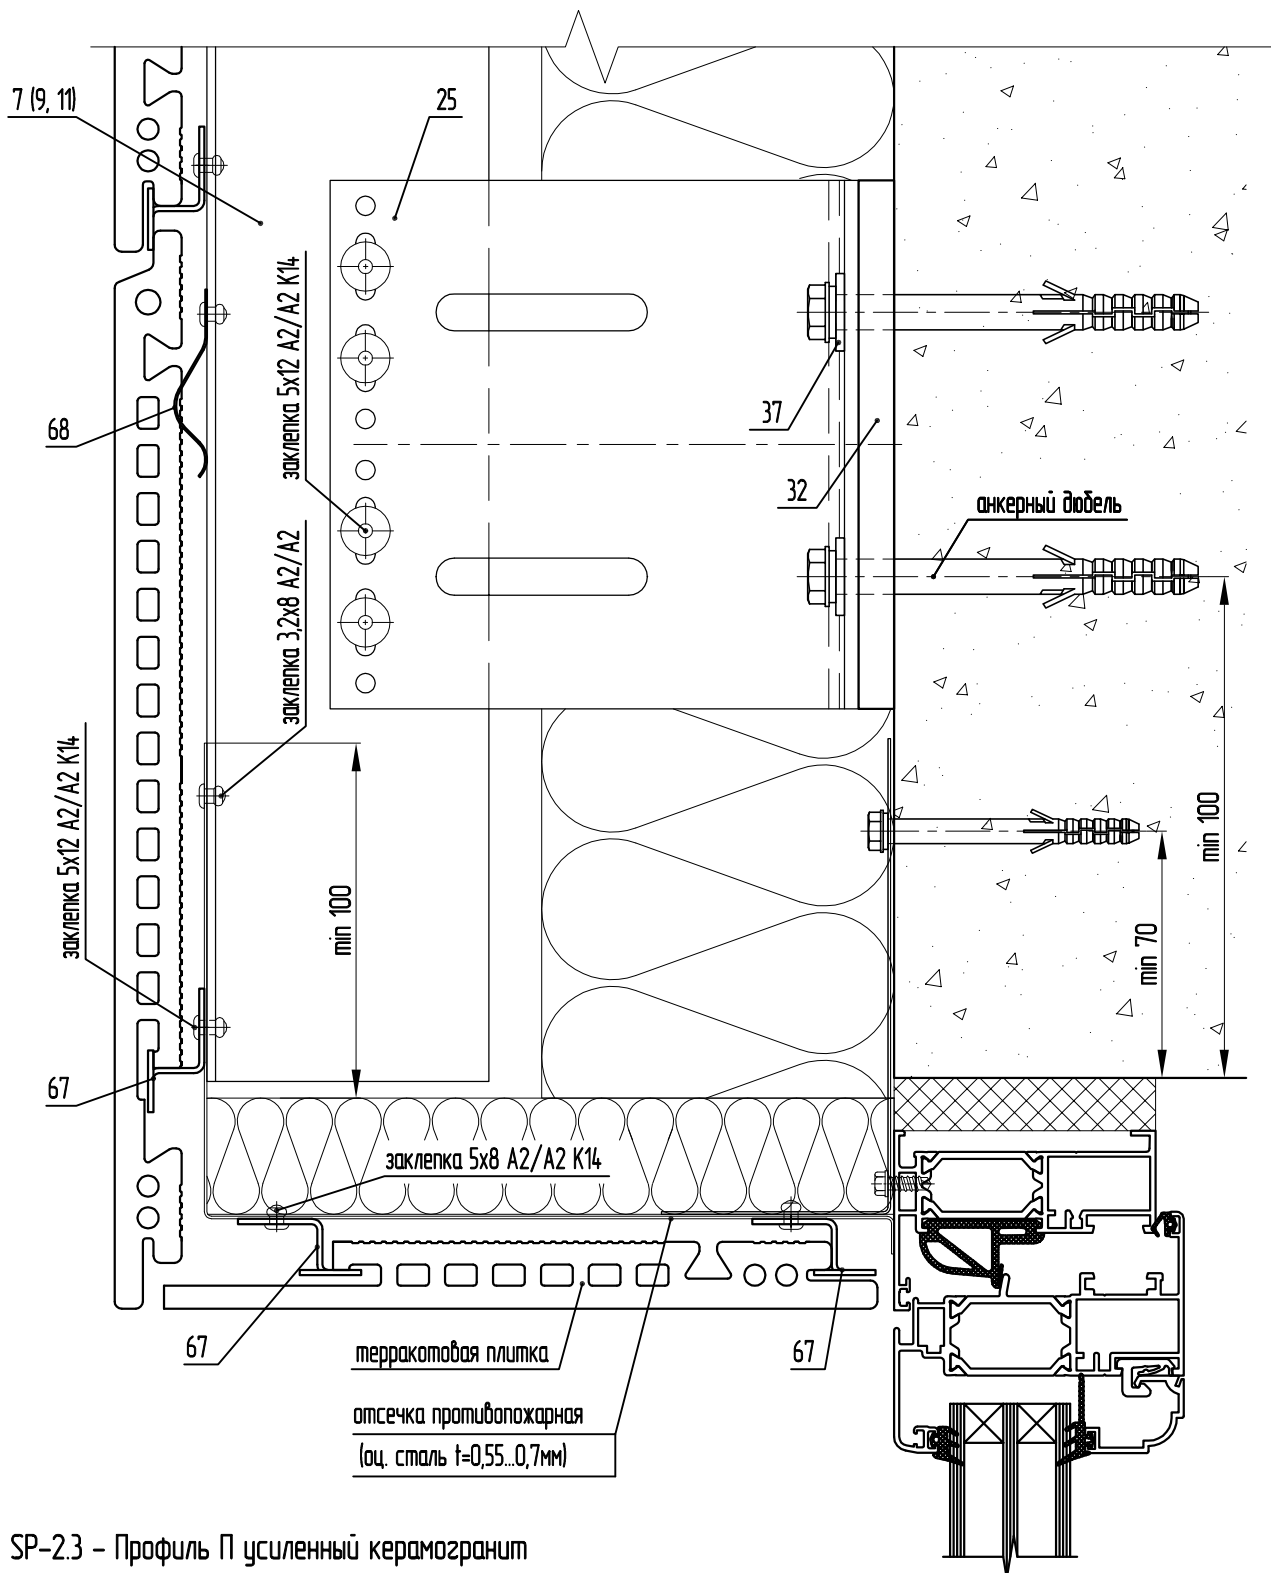 7 (9, 11)
25
заклепка 5х12 А2/А2 К14
68
37
32
анкерный дюбель
заклепка 3,2х8 А2/А2
заклепка 5х12 А2/А2 К14
min 100
min 100
min 70
67
заклепка 5х8 А2/А2 К14
67
терракотовая плитка
67
отсечка противопожарная
(оц. сталь t=0,55...0,7мм)
SP-2.3 - Профиль П усиленный керамогранит